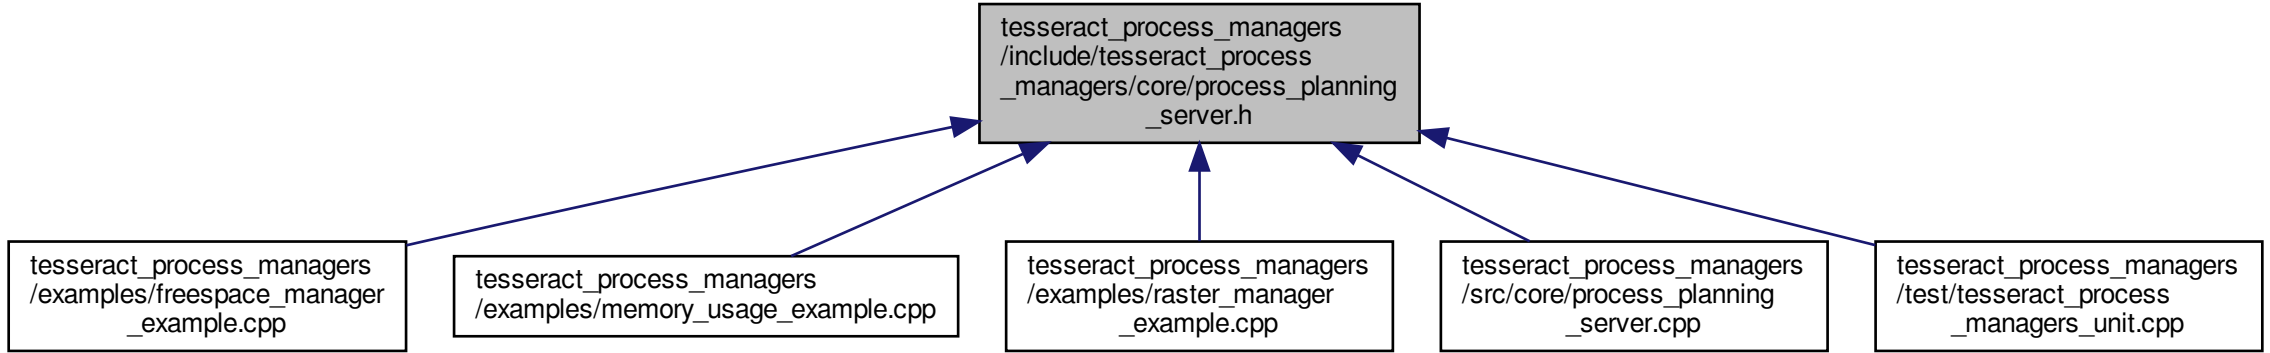 tesseract_process_managers
/include/tesseract_process
_managers/core/process_planning
_server.h
tesseract_process_managers
/examples/freespace_manager
_example.cpp
tesseract_process_managers
/examples/memory_usage_example.cpp
tesseract_process_managers
/examples/raster_manager
_example.cpp
tesseract_process_managers
/src/core/process_planning
_server.cpp
tesseract_process_managers
/test/tesseract_process
_managers_unit.cpp